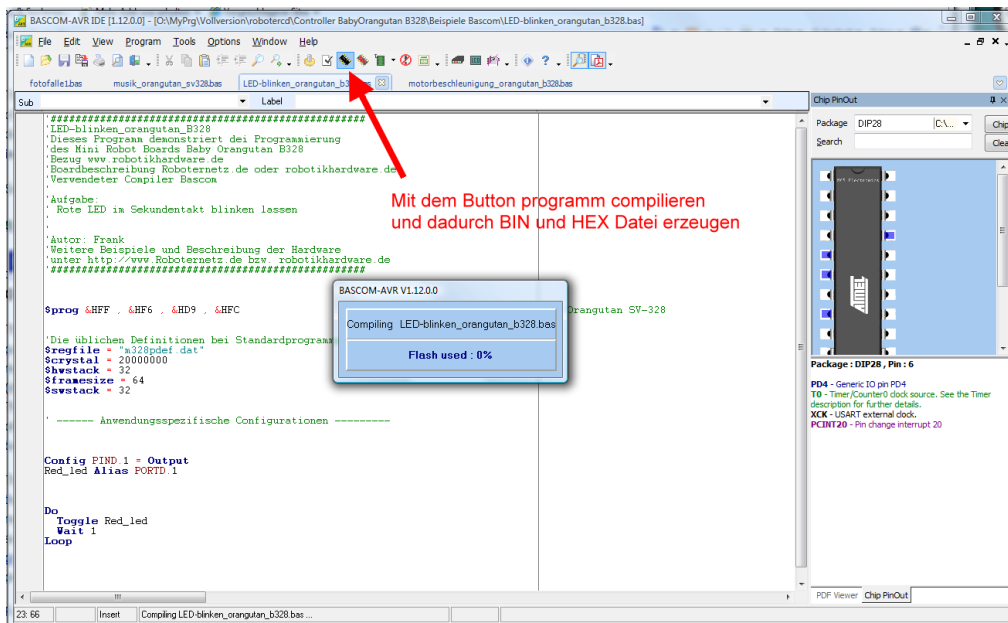 BASCOM-AVR IDE [1.12.0.0] - [O:\MyPrg\Vollversion\robotercd\Controller BabyOrangutan B328\Beispiele Bascom\LED-blinken_orangutan_b328.bas]
File Edit View Program Tools Options Window Help
fotofalle1.bas musik_orangutan_sv328.bas LED-blinken_orangutan_b328.bas motorbeschleunigung_orangutan_b328.bas
Sub Label
Chip PinOut
'LED-blinken_orangutan_B328
'Dieses Programm demonstriert dei Programmierung
'des Mini Robot Boards Baby Orangutan B328
'Bezug www.robotikhardware.de
'Boardbeschreibung Roboternetz.de oder robotikhardware.de
'Verwendeter Compiler Bascom
'
'Aufgabe:
' Rote LED im Sekundentakt blinken lassen
'
'Autor: Frank
'Weitere Beispiele und Beschreibung der Hardware
'unter http://www.Roboternetz.de bzw. robotikhardware.de
'####################################################
Mit dem Button programm compilieren
und dadurch BIN und HEX Datei erzeugen
$prog &HFF , &HF6 , &HD9 , &HFC
Orangutan SV-328
'Die üblichen Definitionen bei Standardprogramm
$regfile = "m328pdef.dat"
$crystal = 20000000
$hwstack = 32
$framesize = 64
$swstack = 32
' ------ Anwendungsspezifische Configurationen ---------
Config PIND.1 = Output
Red_led Alias PORTD.1
Do
Toggle Red_led
Wait 1
Loop
BASCOM-AVR V1.12.0.0
Compiling LED-blinken_orangutan_b328.bas
Flash used : 0%
Package DIP28 C:\... Chip
Search Clea
MCS Electronics
ATMEL
Package : DIP28 , Pin : 6
PD4 - Generic IO pin PD4
T0 - Timer/Counter0 clock source. See the Timer
description for further details.
XCK - USART external clock.
PCINT20 - Pin change interrupt 20
PDF Viewer Chip PinOut
23: 66 Insert Compiling LED-blinken_orangutan_b328.bas ...